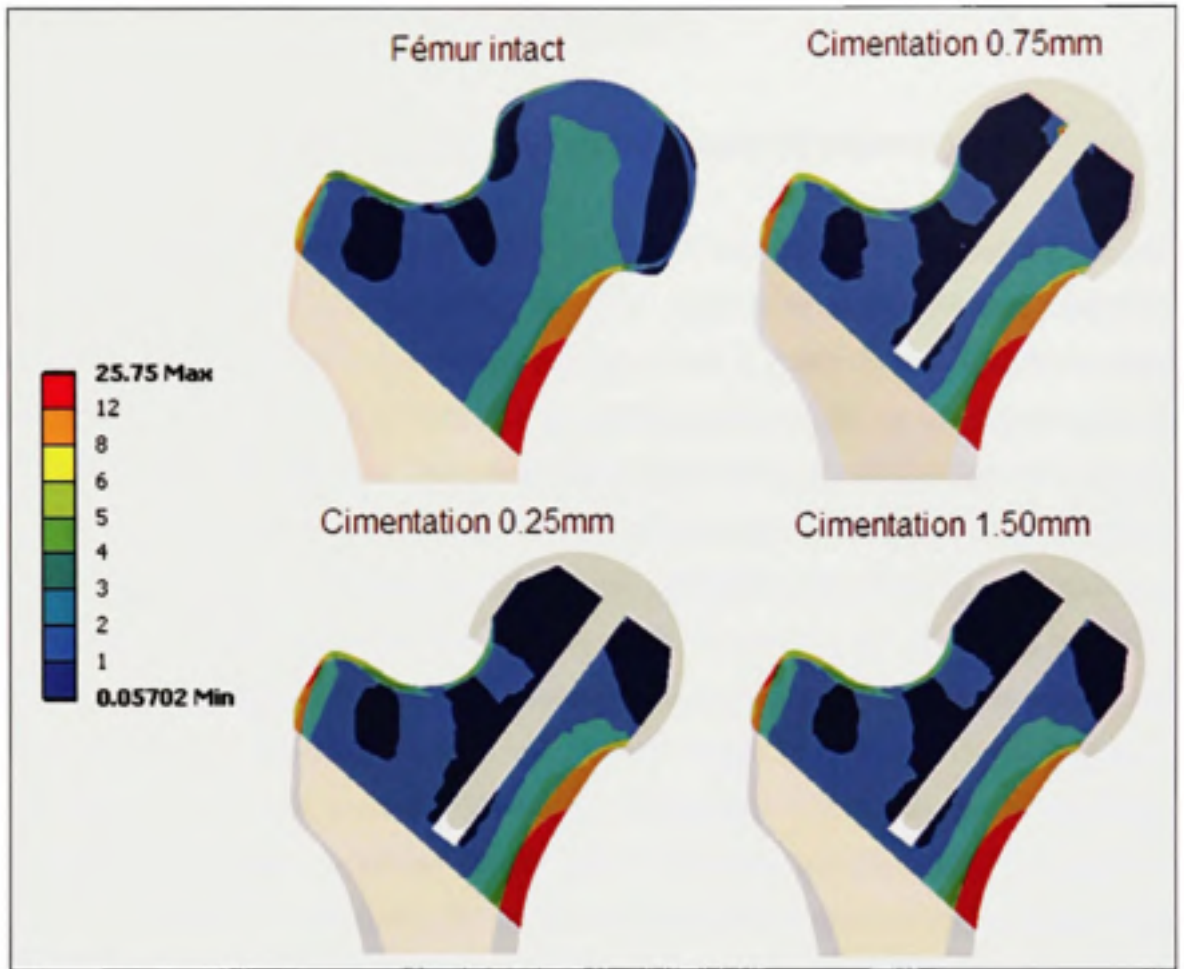 Fémur intact
Cimentation 0.75mm
25.75 Max
12
8
6
5
4
3
2
1
0.05702 Min
Cimentation 0.25mm
Cimentation 1.50mm